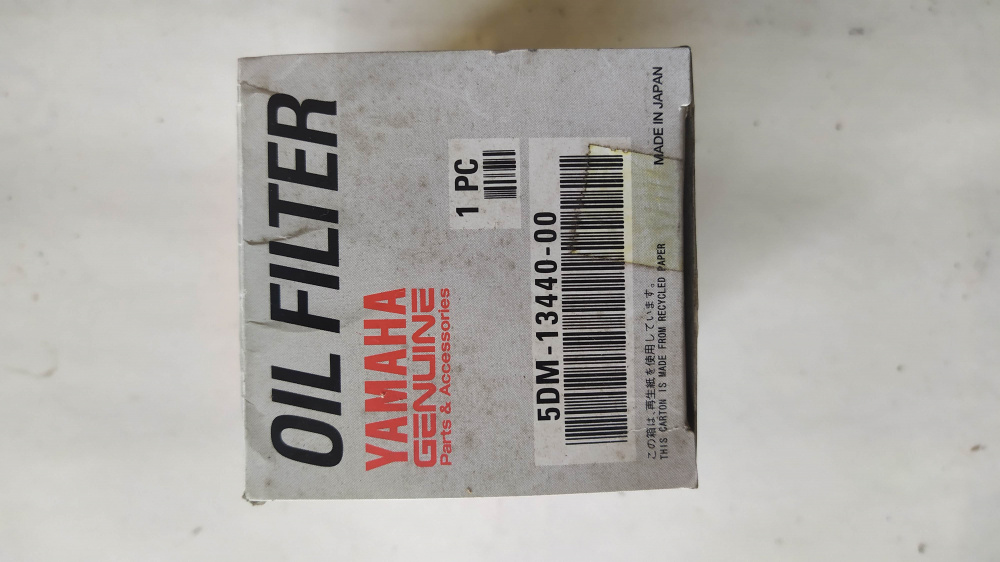 OIL FILTER
YAMAHA
GENUINE
Parts & Accessories
1 PC
5DM-13440-00
この箱は、再生紙を使用しています。
THIS CARTON IS MADE FROM RECYCLED PAPER
MADE IN JAPAN